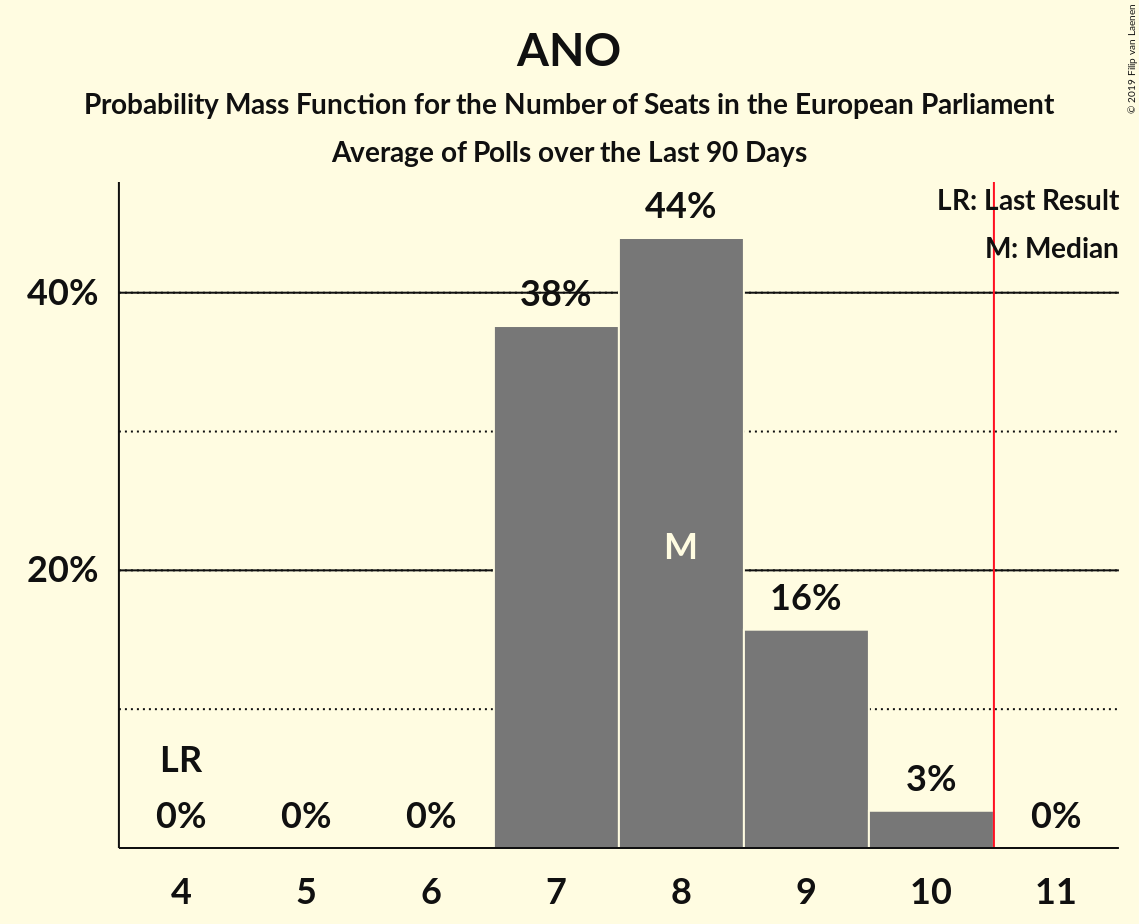 ANO
Probability Mass Function for the Number of Seats in the European Parliament
Average of Polls over the Last 90 Days
© 2019 Filip van Laenen
LR: Last Result
M: Median
44%
40%
38%
M
20%
16%
LR
3%
0%
0%
0%
0%
4
5
6
7
8
9
10
11